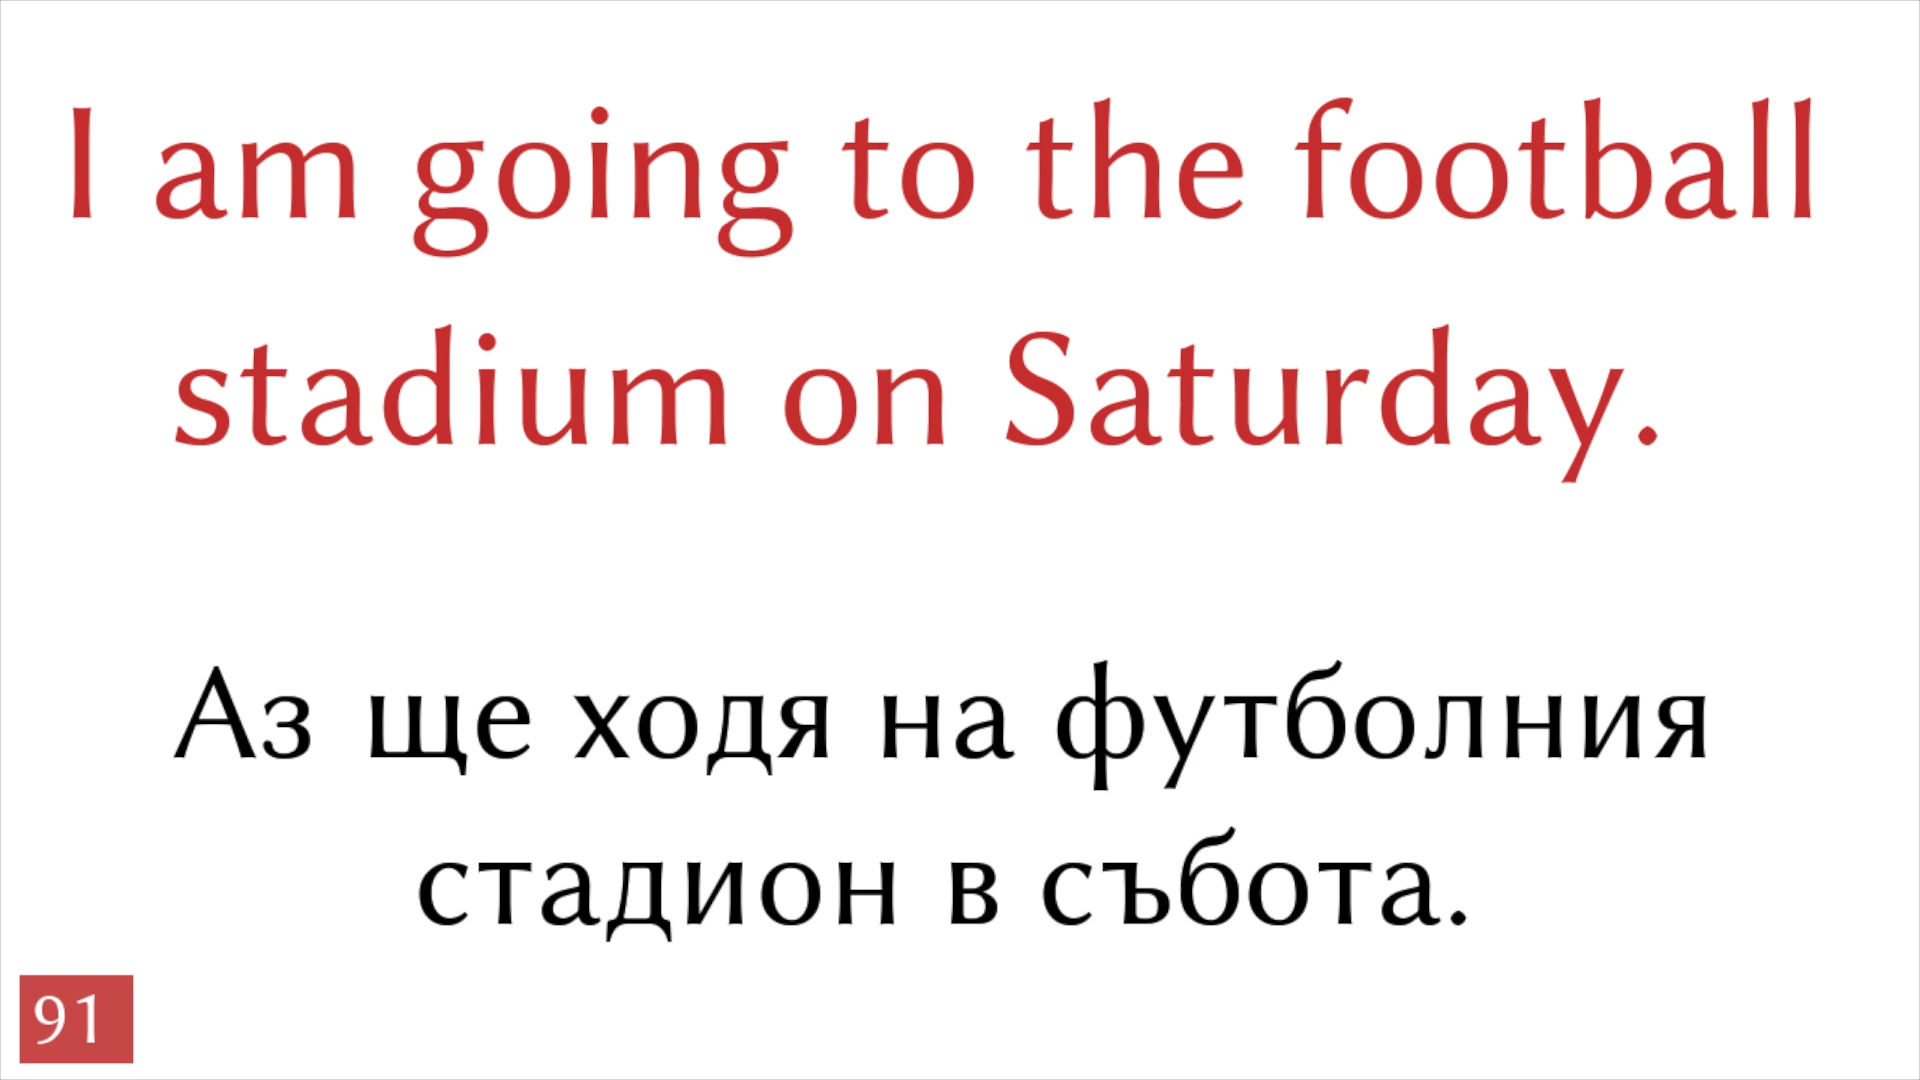 I am going to the football
stadium on Saturday.
Аз ще ходя на футболния
стадион в събота.
91